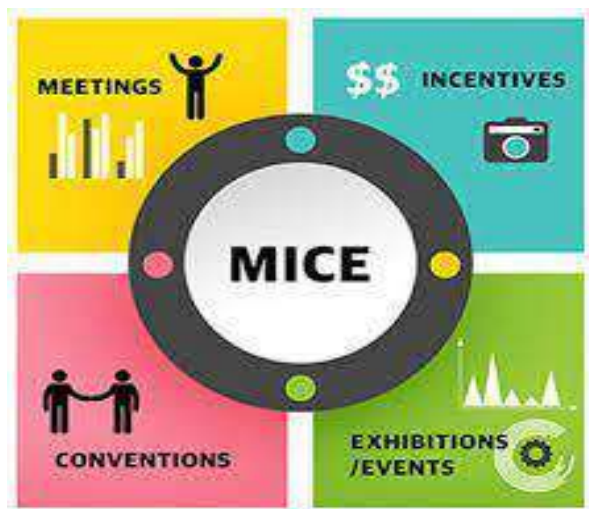 MEETINGS
$$ INCENTIVES
MICE
CONVENTIONS
EXHIBITIONS
/EVENTS